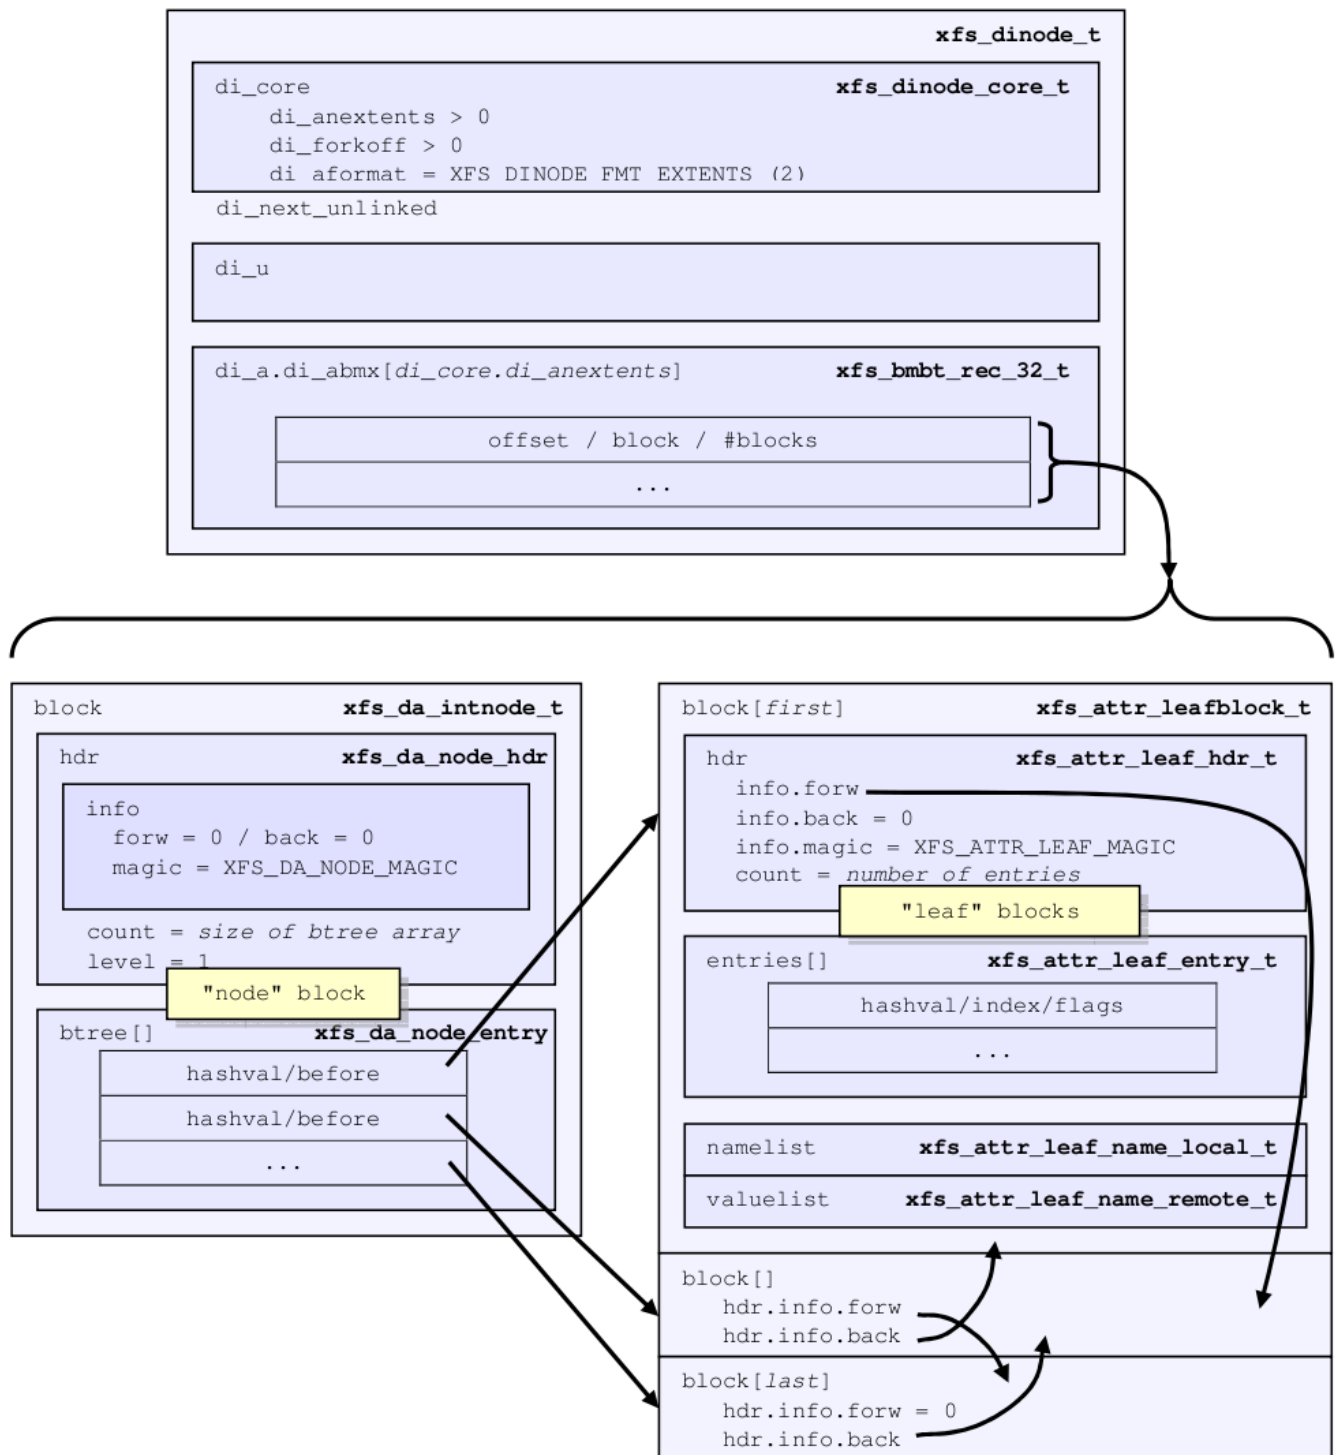 xfs_dinode_t
di_core xfs_dinode_core_t
di_anextents > 0
di_forkoff > 0
di_aformat = XFS_DINODE_FMT_EXTENTS (2)
di_next_unlinked
di_u
di_a.di_abmx[di_core.di_anextents] xfs_bmbt_rec_32_t
offset / block / #blocks
...
block xfs_da_intnode_t
hdr xfs_da_node_hdr
info
forw = 0 / back = 0
magic = XFS_DA_NODE_MAGIC
count = size of btree array
level = 1
"node" block
btree[] xfs_da_node_entry
hashval/before
hashval/before
...
block[first] xfs_attr_leafblock_t
hdr xfs_attr_leaf_hdr_t
info.forw
info.back = 0
info.magic = XFS_ATTR_LEAF_MAGIC
count = number of entries
"leaf" blocks
entries[] xfs_attr_leaf_entry_t
hashval/index/flags
...
namelist xfs_attr_leaf_name_local_t
valuelist xfs_attr_leaf_name_remote_t
block[]
hdr.info.forw
hdr.info.back
block[last]
hdr.info.forw = 0
hdr.info.back